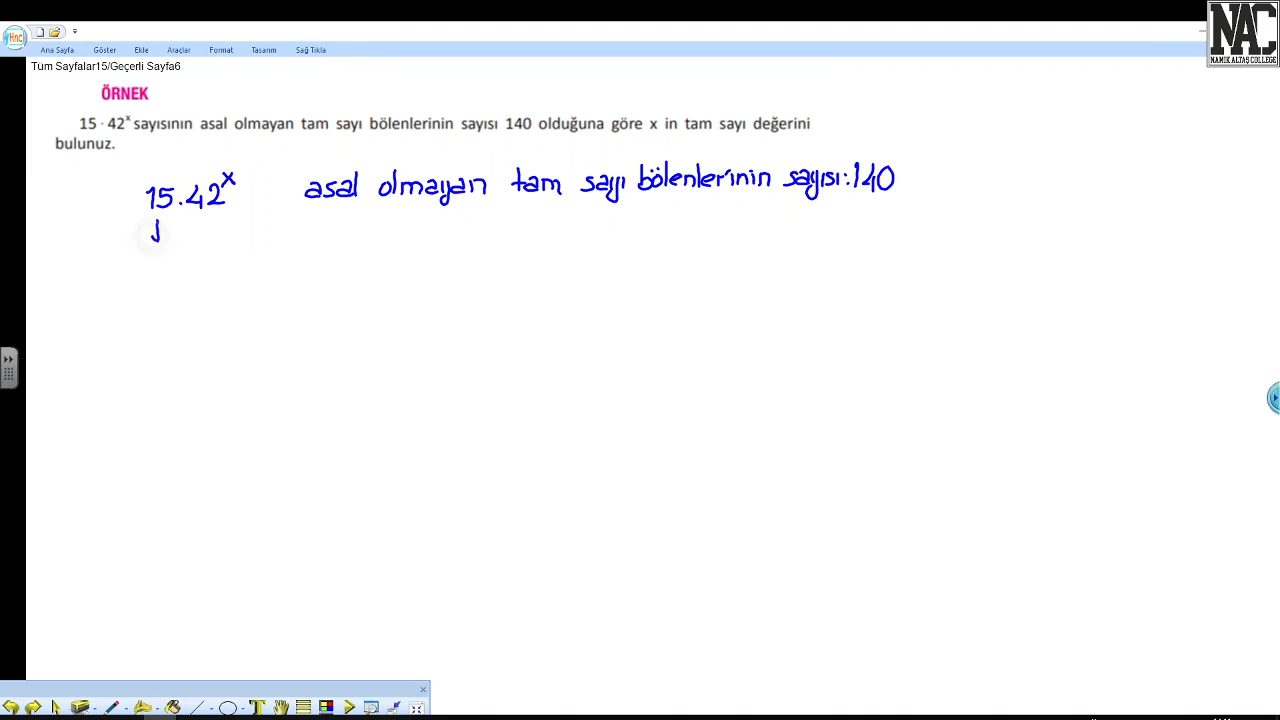 NAC
NAMIK ALTAŞ COLLEGE
Ana Sayfa Göster Ekle Araçlar Format Tasarım Sağ Tıkla
Tüm Sayfalar15/Geçerli Sayfa6
ÖRNEK
15 · 42ˣ sayısının asal olmayan tam sayı bölenlerinin sayısı 140 olduğuna göre x in tam sayı değerini
bulunuz.
15.42ˣ asal olmayan tam sayı bölenlerinin sayısı:140